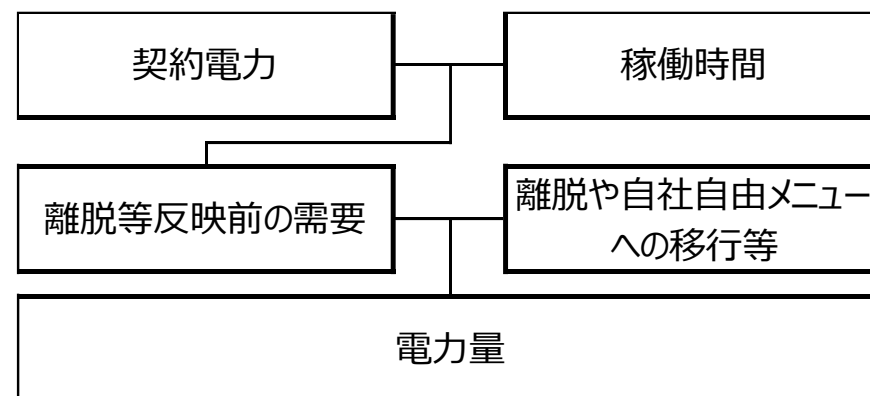 契約電力
稼働時間
離脱等反映前の需要
離脱や自社自由メニュー
への移行等
電力量